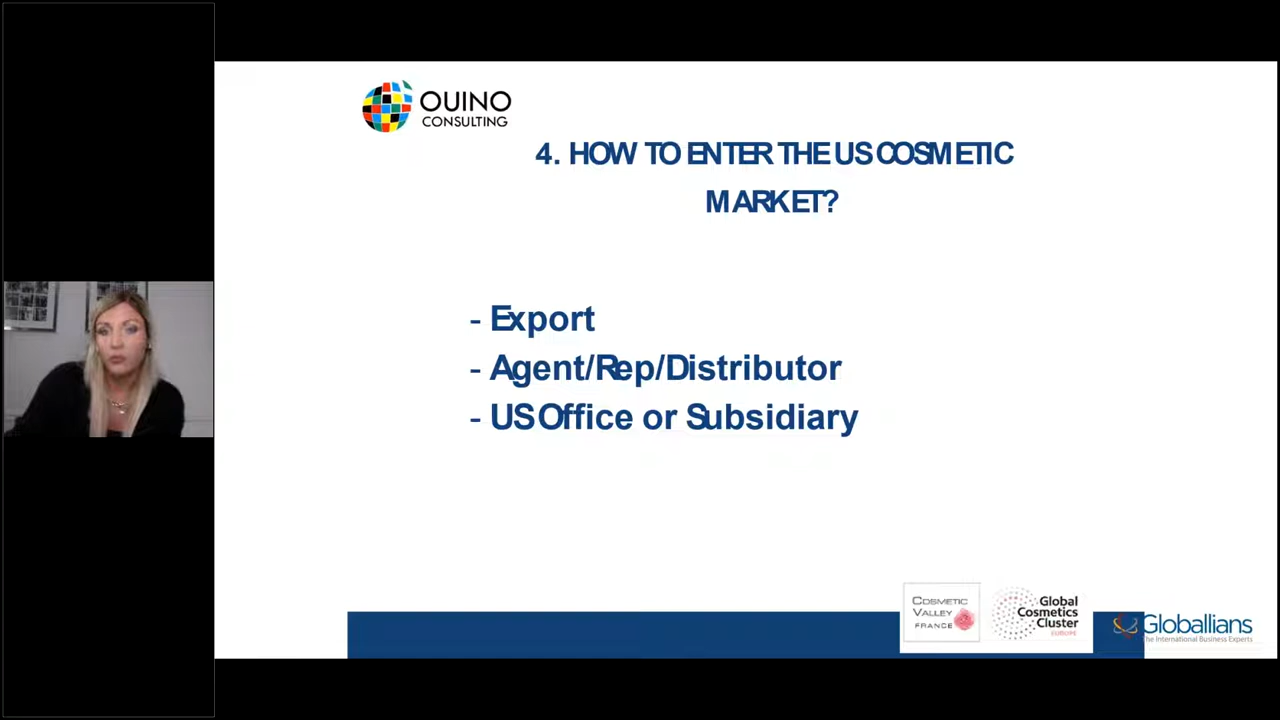 OUINO
CONSULTING
4. HOW TO ENTER THE US COSMETIC
MARKET?
- Export
- Agent/Rep/Distributor
- US Office or Subsidiary
COSMETIC
VALLEY
FRANCE
Global
Cosmetics
Cluster
EUROPE
Globallians
The International Business Experts